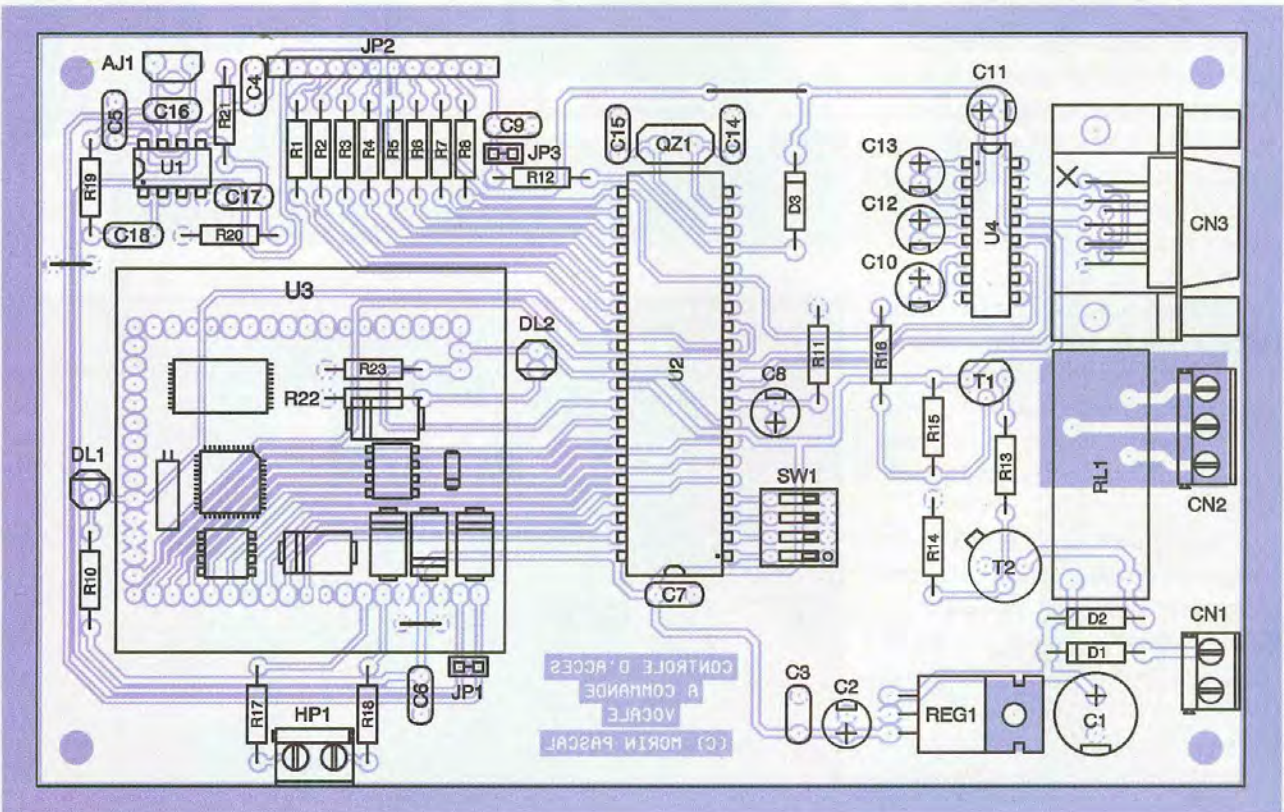 JP2
AJ1
C4
C11
C5
C16
R21
C15
QZ1
C14
C9
JP3
R1
R2
R3
R4
R5
R6
R7
R8
U1
C13
R19
R12
C17
D3
C12
U4
CN3
C18
R20
C10
U3
DL2
R11
R16
U2
R23
T1
R22
C8
R15
DL1
R13
SW1
RL1
CN2
R14
R10
T2
C7
D2
CN1
D1
CONTROLE D'ACCES
A COMMANDE
VOCALE
(C) MORIN PASCAL
JP1
C3
C2
C6
R17
HP1
R18
REG1
C1